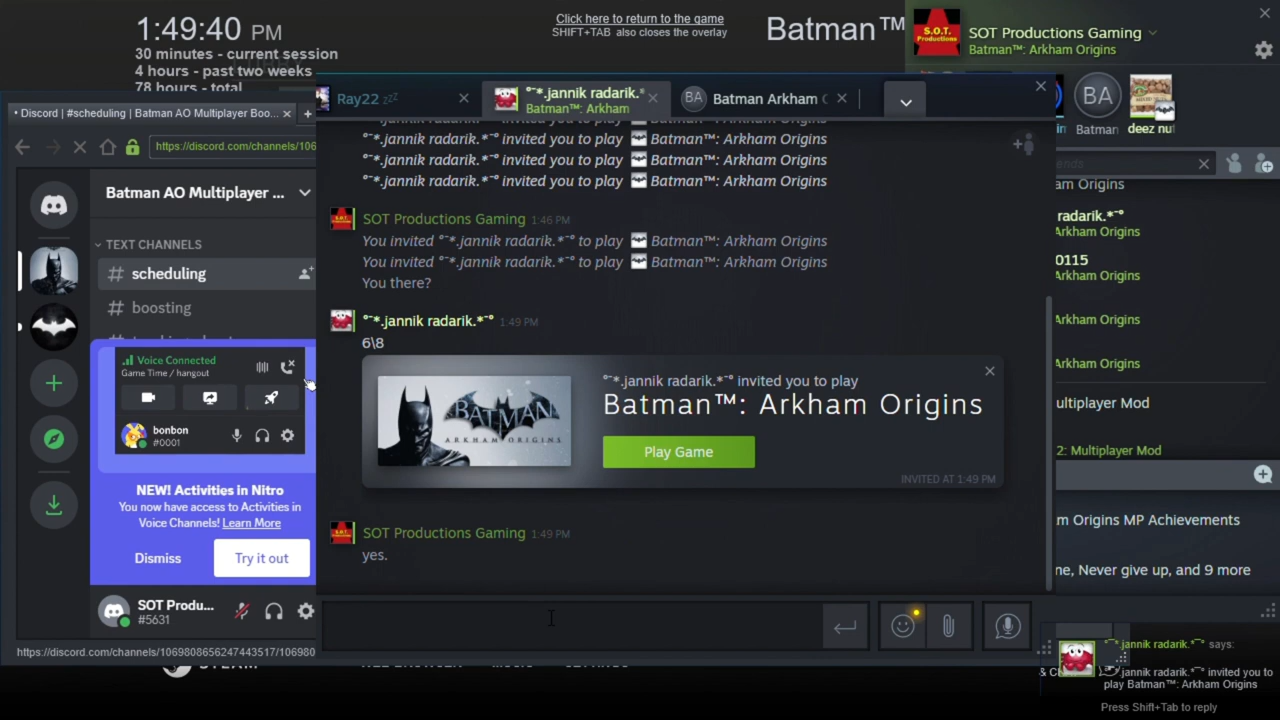 1:49:40 PM
30 minutes - current session
4 hours - past two weeks
78 hours - total
Click here to return to the game
SHIFT+TAB also closes the overlay
Batman™
S.O.T.
Productions
SOT Productions Gaming
Batman™: Arkham Origins
BA
Batman
deez nut
• Discord | #scheduling | Batman AO Multiplayer Boo...
https://discord.com/channels/106
Batman AO Multiplayer ...
TEXT CHANNELS
# scheduling
# boosting
Voice Connected
Game Time / hangout
bonbon
#0001
NEW! Activities in Nitro
You now have access to Activities in
Voice Channels! Learn More
Dismiss
Try it out
SOT Produ...
#5631
https://discord.com/channels/1069808656247443517/106980
Ray22 zzZ
°¯*.jannik radarik.*
Batman™: Arkham
BA Batman Arkham
°¯*.jannik radarik.*¯° invited you to play Batman™: Arkham Origins
°¯*.jannik radarik.*¯° invited you to play Batman™: Arkham Origins
°¯*.jannik radarik.*¯° invited you to play Batman™: Arkham Origins
SOT Productions Gaming 1:46 PM
You invited °¯*.jannik radarik.*¯° to play Batman™: Arkham Origins
You invited °¯*.jannik radarik.*¯° to play Batman™: Arkham Origins
You there?
°¯*.jannik radarik.*¯° 1:49 PM
6\8
BATMAN
ARKHAM ORIGINS
°¯*.jannik radarik.*¯° invited you to play
Batman™: Arkham Origins
Play Game
INVITED AT 1:49 PM
SOT Productions Gaming 1:49 PM
yes.
am Origins
radarik.*¯°
Arkham Origins
0115
Arkham Origins
Arkham Origins
Arkham Origins
ultiplayer Mod
2: Multiplayer Mod
m Origins MP Achievements
ne, Never give up, and 9 more
°¯*.jannik radarik.*¯° says:
.jannik radarik.*¯° invited you to
play Batman™: Arkham Origins
Press Shift+Tab to reply